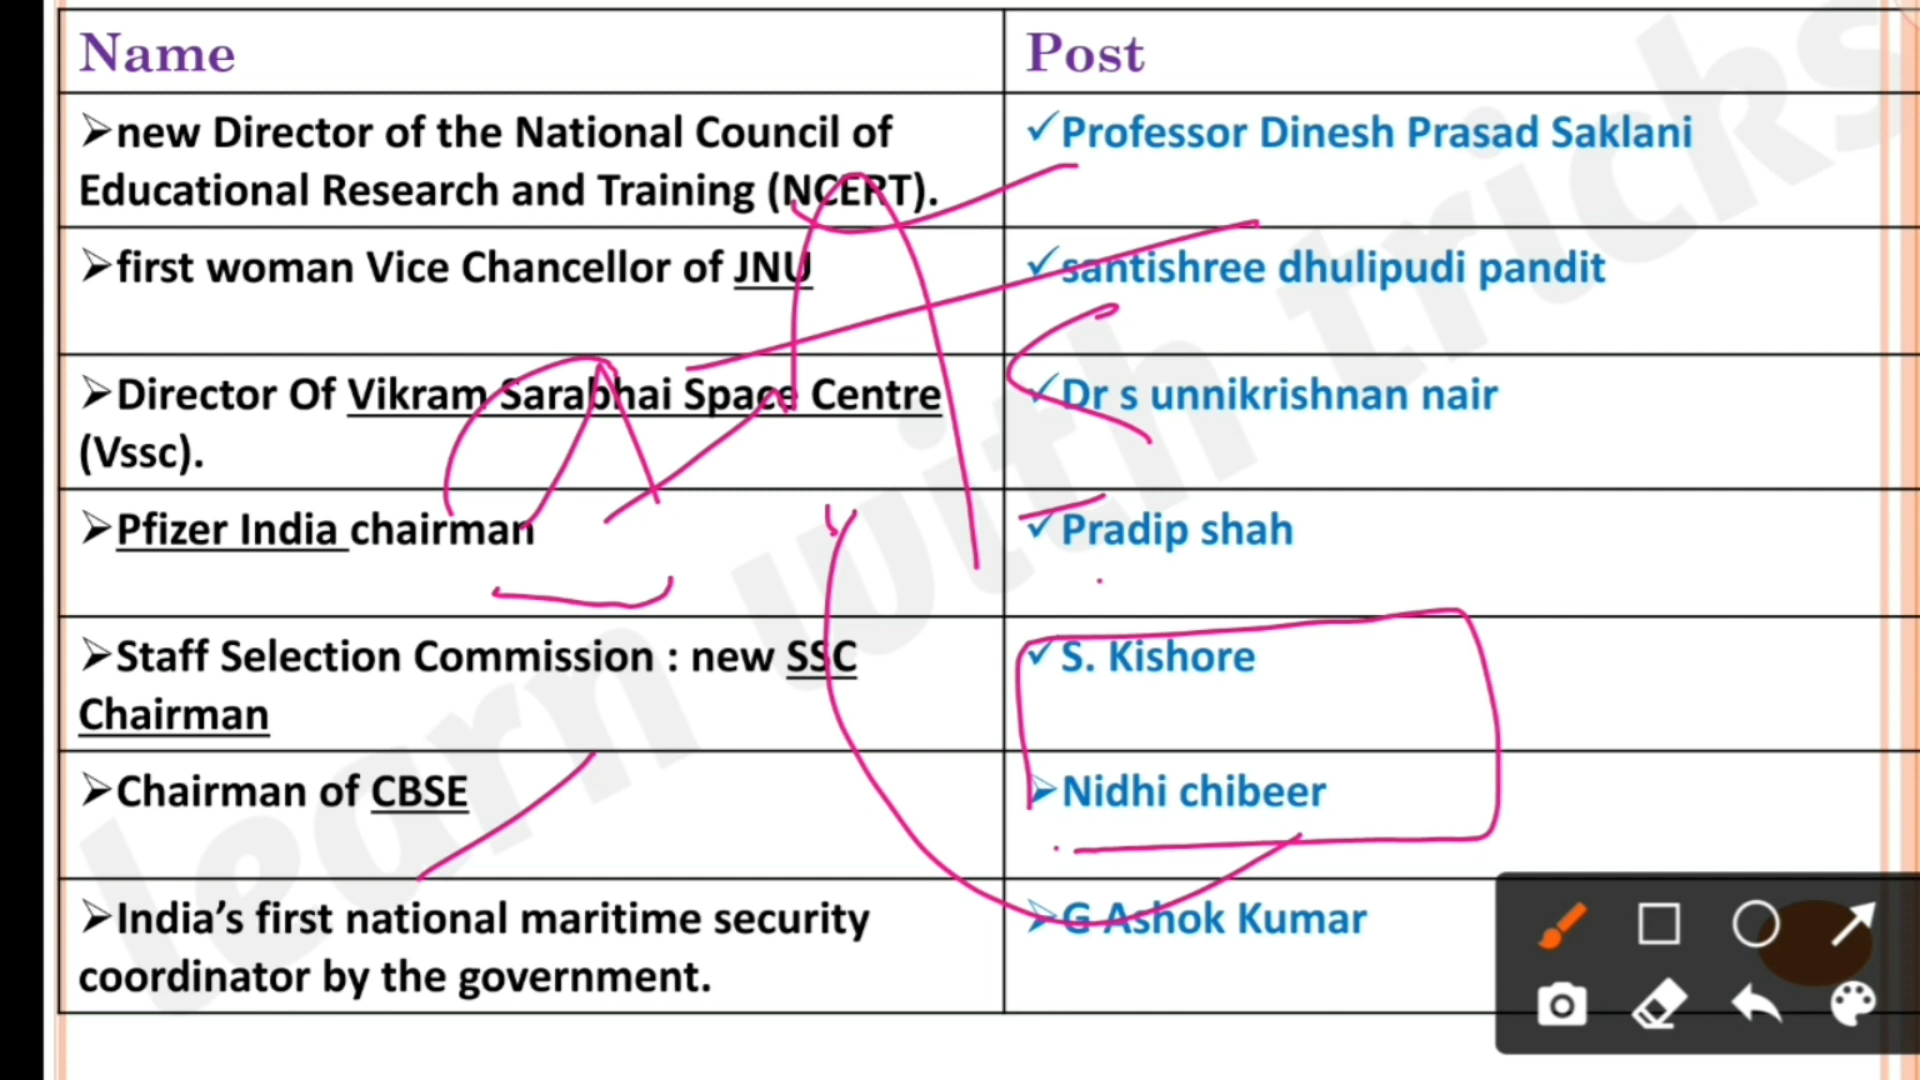 Name
Post
➢new Director of the National Council of
Educational Research and Training (NCERT).
✓Professor Dinesh Prasad Saklani
➢first woman Vice Chancellor of JNU
✓santishree dhulipudi pandit
➢Director Of Vikram Sarabhai Space Centre
(Vssc).
✓Dr s unnikrishnan nair
➢Pfizer India chairman
✓Pradip shah
➢Staff Selection Commission : new SSC
Chairman
✓S. Kishore
➢Chairman of CBSE
➢Nidhi chibeer
➢India’s first national maritime security
coordinator by the government.
➢G Ashok Kumar
learn with tricks